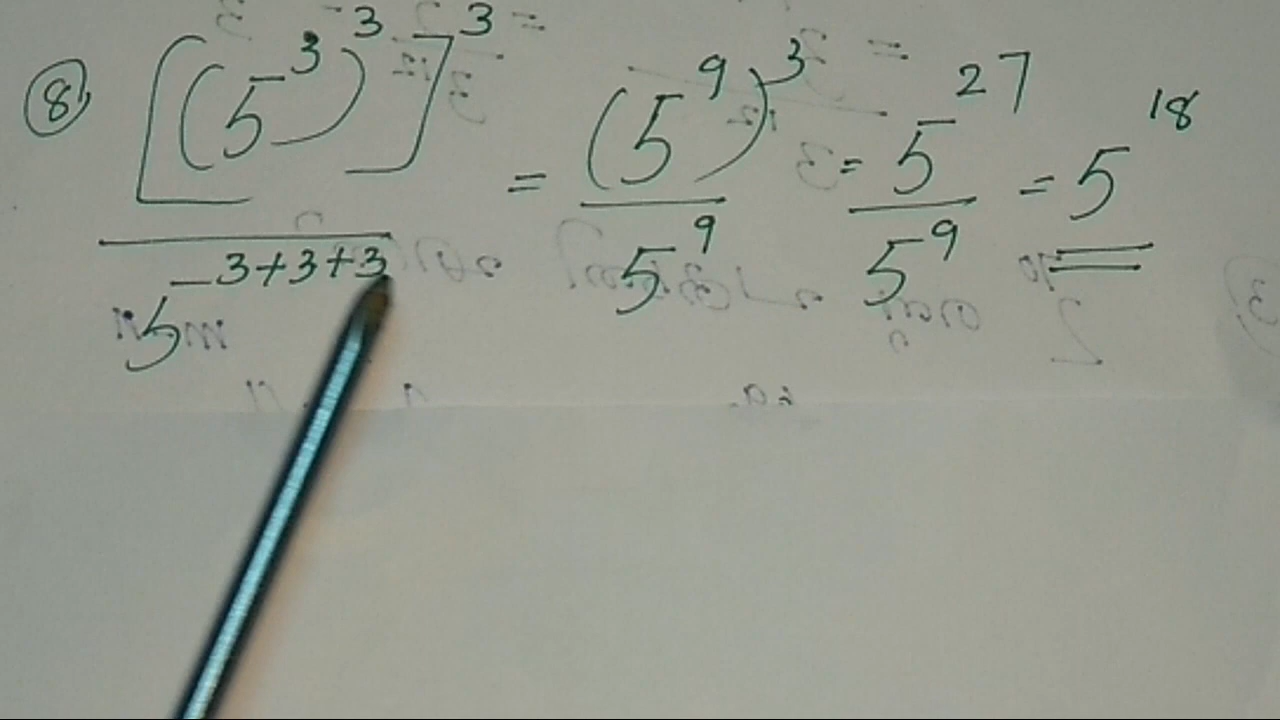 ⑧ [(5^3)^3]^3 / 5^3+3+3 = (5^9)^3 / 5^9 = 5^27 / 5^9 = 5^18